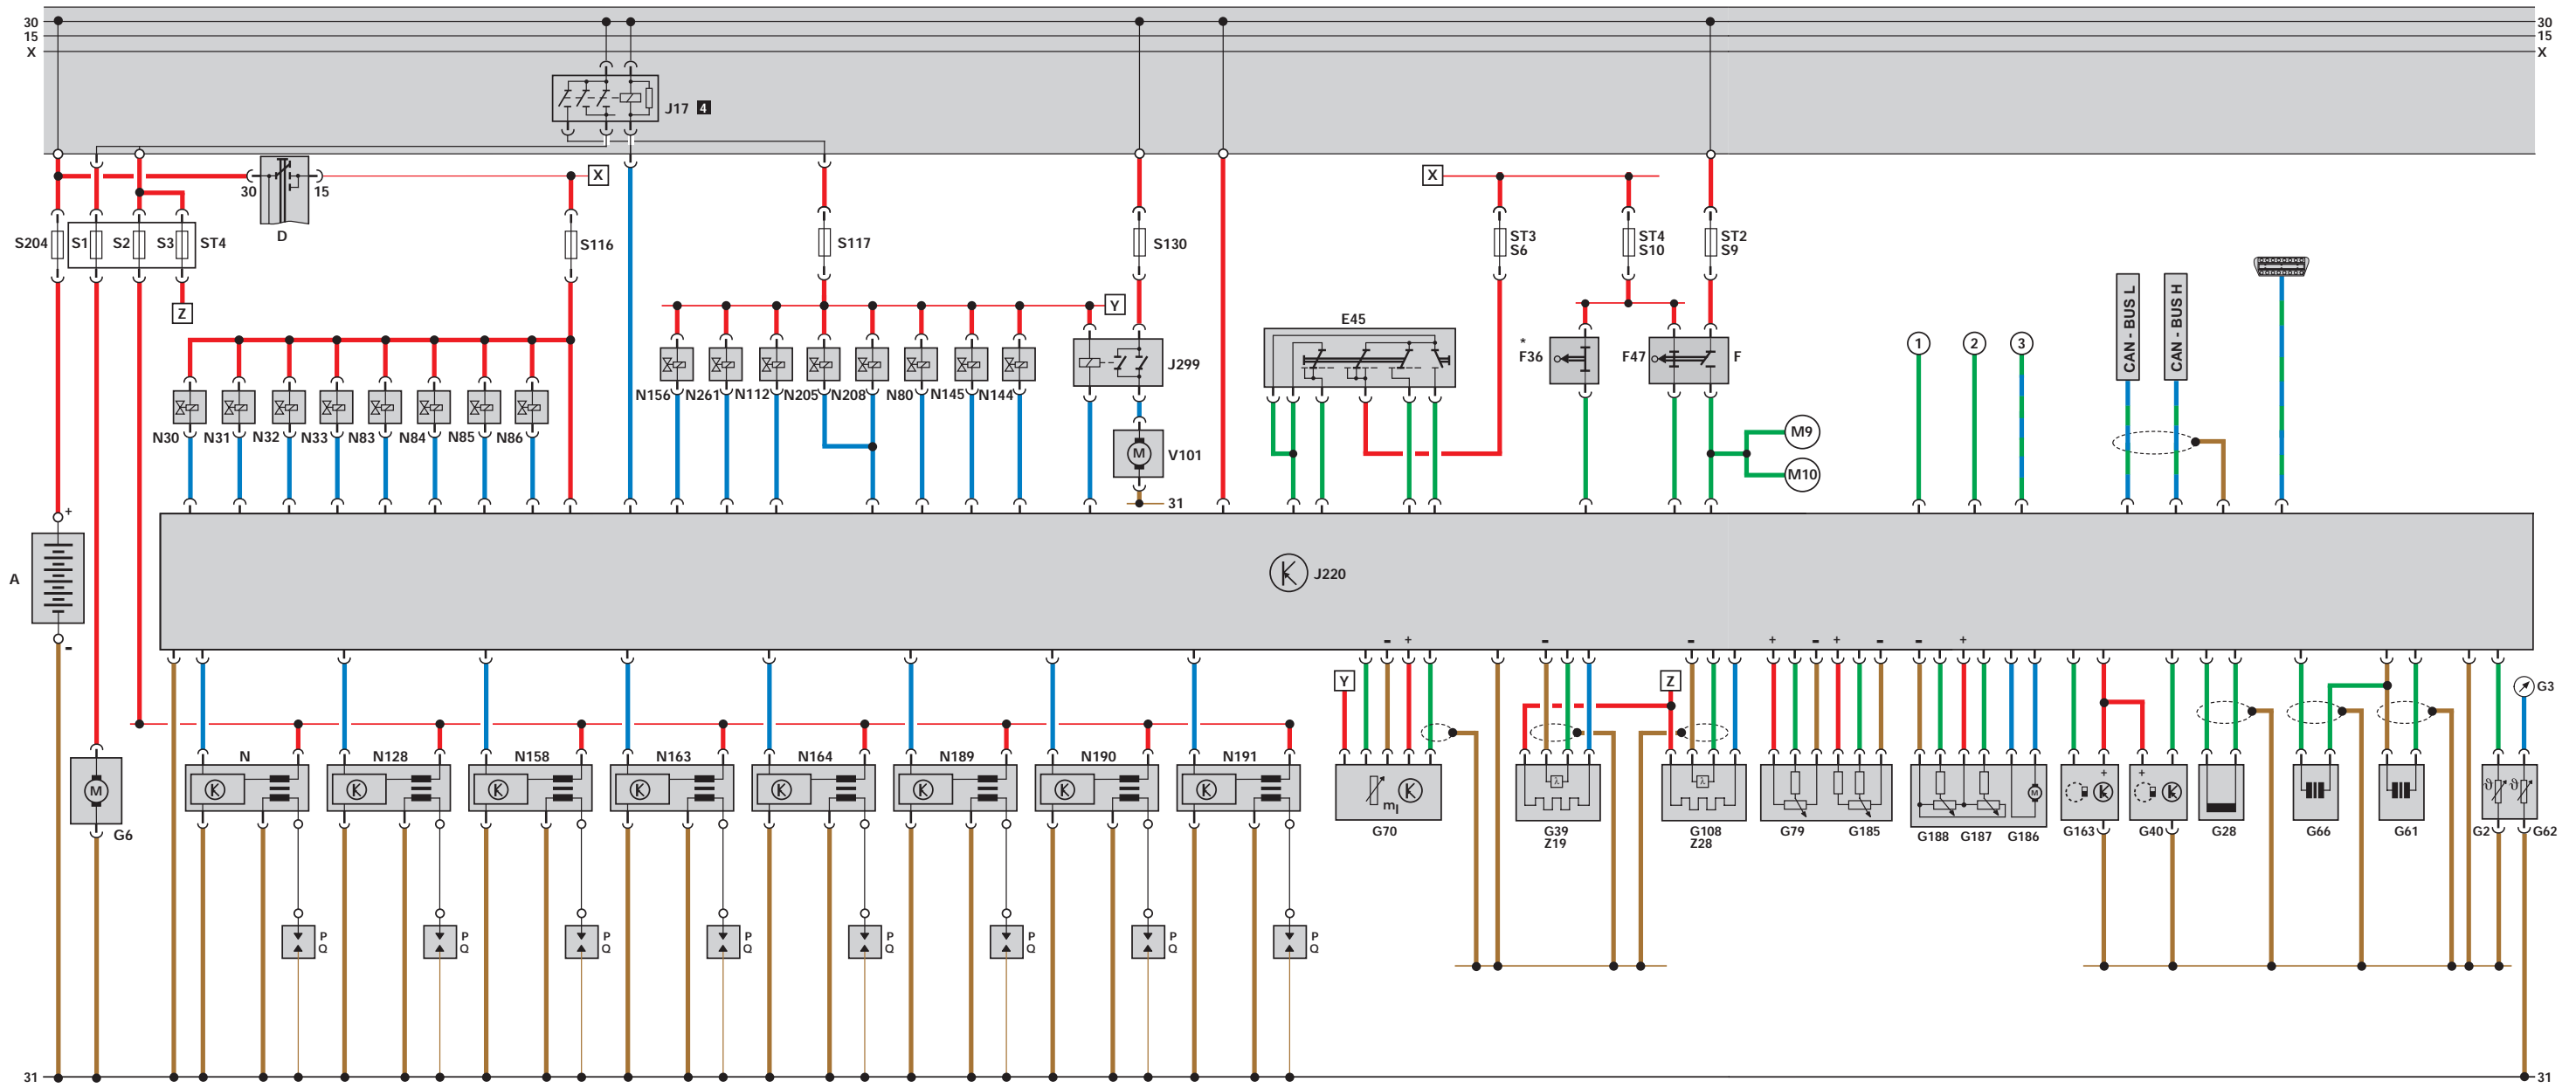 30 30
15 15
X X
J17 4
X X
30 15
D
S204 S1 S2 S3 ST4 S116 S117 S130 ST3 S6 ST4 S10 ST2 S9
Z
Y
CAN - BUS L
CAN - BUS H
E45
* F36 F47 F
1 2 3
J299
N156 N261 N112 N205 N208 N80 N145 N144
N30 N31 N32 N33 N83 N84 N85 N86
M V101
M9
M10
31
+
A
J220
-
- + - - + - + - - +
Y Z G3
N N128 N158 N163 N164 N189 N190 N191
M
G6
λ λ
M
+ +
ϑ ϑ
m
G70 G39 Z19 G108 Z28 G79 G185 G188 G187 G186 G163 G40 G28 G66 G61 G2 G62
P P P P P P P P
Q Q Q Q Q Q Q Q
31 31